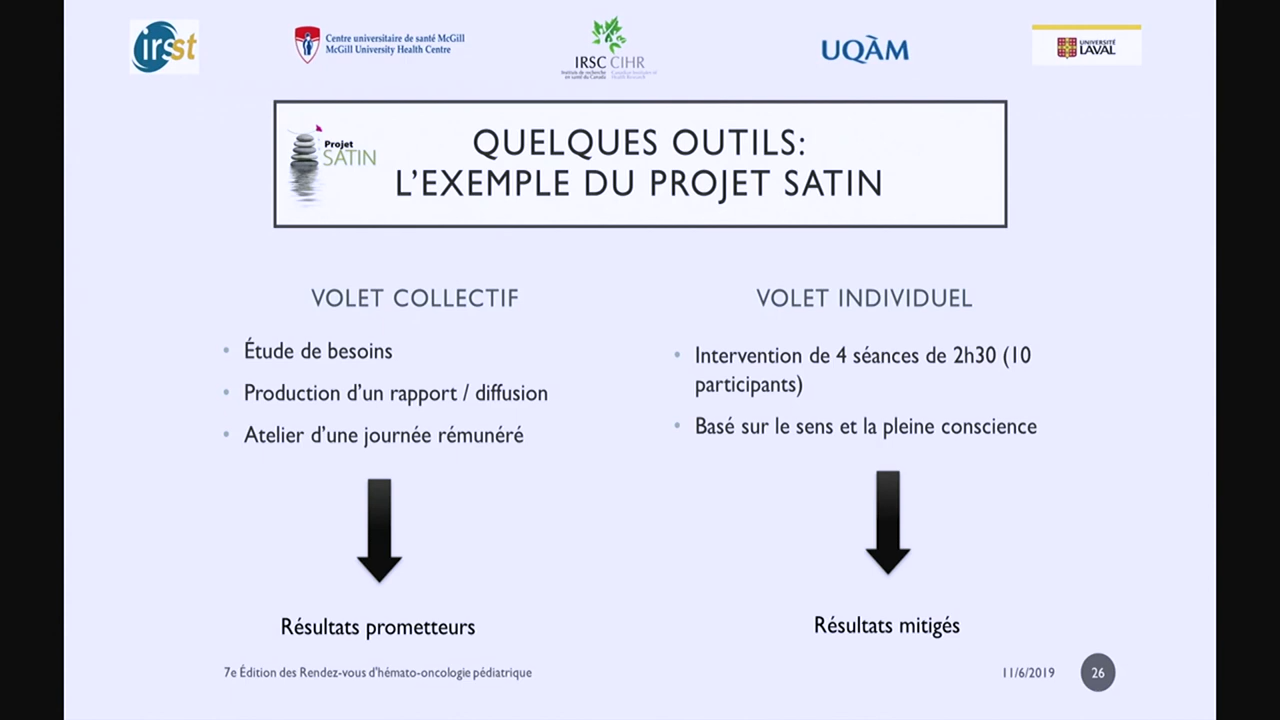 irsst
Centre universitaire de santé McGill
McGill University Health Centre
IRSC CIHR
UQÀM
UNIVERSITÉ
LAVAL
Projet
SATIN
QUELQUES OUTILS:
L'EXEMPLE DU PROJET SATIN
VOLET COLLECTIF
• Étude de besoins
• Production d'un rapport / diffusion
• Atelier d'une journée rémunéré
Résultats prometteurs
VOLET INDIVIDUEL
• Intervention de 4 séances de 2h30 (10
participants)
• Basé sur le sens et la pleine conscience
Résultats mitigés
7e Édition des Rendez-vous d'hémato-oncologie pédiatrique
11/6/2019
26